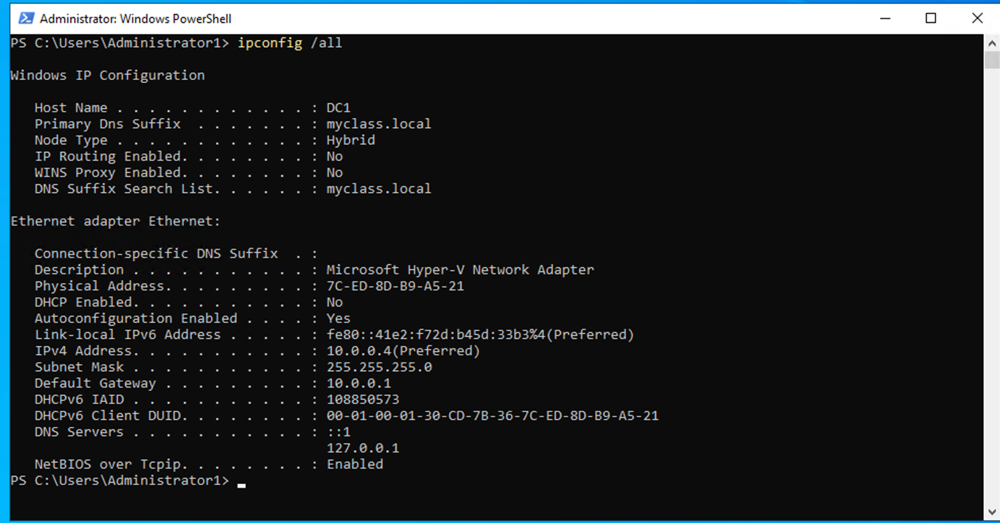 Administrator: Windows PowerShell
PS C:\Users\Administrator1> ipconfig /all
Windows IP Configuration
Host Name . . . . . . . . . . . . : DC1
Primary Dns Suffix  . . . . . . . : myclass.local
Node Type . . . . . . . . . . . . : Hybrid
IP Routing Enabled. . . . . . . . : No
WINS Proxy Enabled. . . . . . . . : No
DNS Suffix Search List. . . . . . : myclass.local
Ethernet adapter Ethernet:
Connection-specific DNS Suffix  . :
Description . . . . . . . . . . . : Microsoft Hyper-V Network Adapter
Physical Address. . . . . . . . . : 7C-ED-8D-B9-A5-21
DHCP Enabled. . . . . . . . . . . : No
Autoconfiguration Enabled . . . . : Yes
Link-local IPv6 Address . . . . . : fe80::41e2:f72d:b45d:33b3%4(Preferred)
IPv4 Address. . . . . . . . . . . : 10.0.0.4(Preferred)
Subnet Mask . . . . . . . . . . . : 255.255.255.0
Default Gateway . . . . . . . . . : 10.0.0.1
DHCPv6 IAID . . . . . . . . . . . : 108850573
DHCPv6 Client DUID. . . . . . . . : 00-01-00-01-30-CD-7B-36-7C-ED-8D-B9-A5-21
DNS Servers . . . . . . . . . . . : ::1
127.0.0.1
NetBIOS over Tcpip. . . . . . . . : Enabled
PS C:\Users\Administrator1>